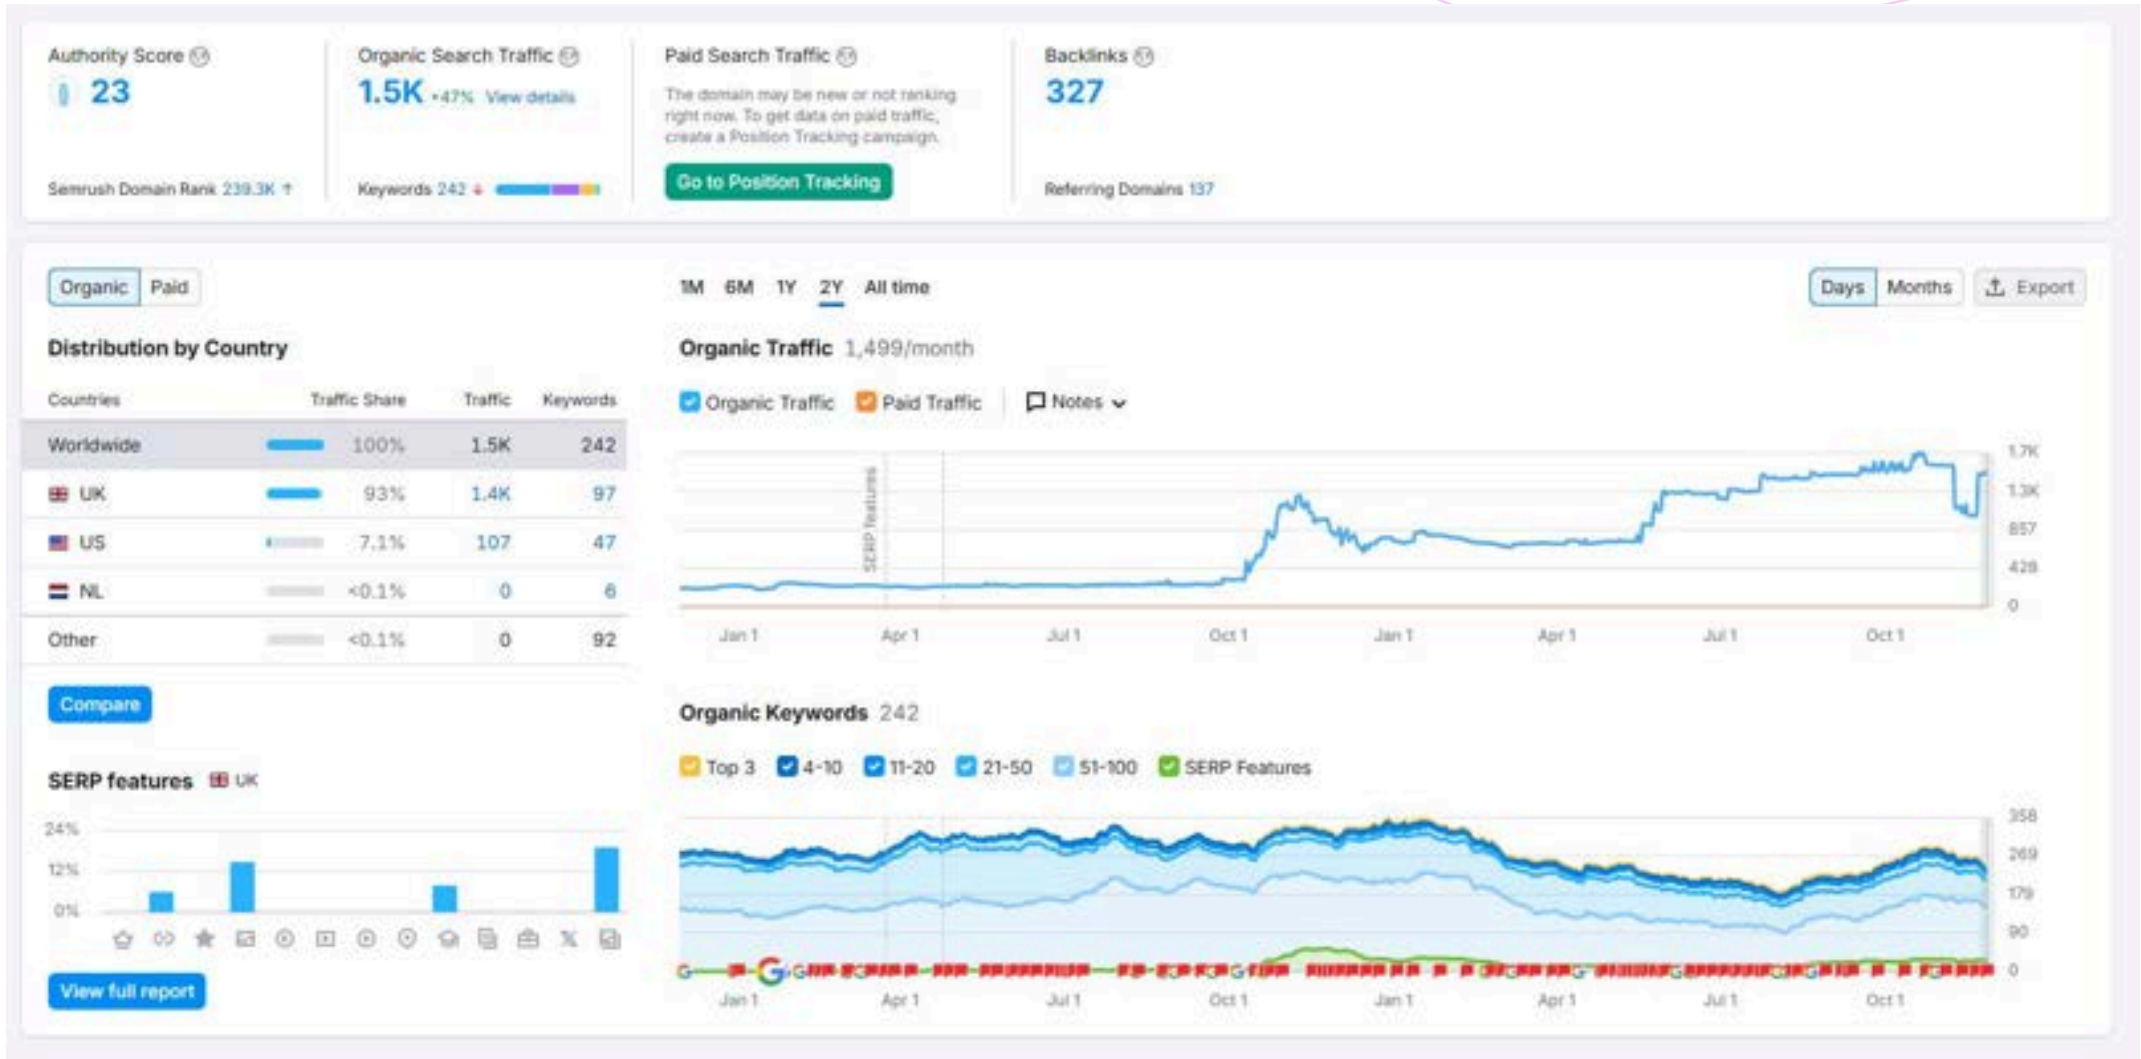 Authority Score
23
Semrush Domain Rank 239.3K ↑
Organic Search Traffic
1.5K +47% View details
Keywords 242 ↓
Paid Search Traffic
The domain may be new or not ranking
right now. To get data on paid traffic,
create a Position Tracking campaign.
Go to Position Tracking
Backlinks
327
Referring Domains 137
Organic Paid
Distribution by Country
Countries Traffic Share Traffic Keywords
Worldwide 100% 1.5K 242
UK 93% 1.4K 97
US 7.1% 107 47
NL <0.1% 0 6
Other <0.1% 0 92
Compare
SERP features UK
24%
12%
0%
View full report
1M 6M 1Y 2Y All time
Days Months Export
Organic Traffic 1,499/month
Organic Traffic Paid Traffic Notes
SERP features
1.7K
1.3K
857
428
0
Jan 1 Apr 1 Jul 1 Oct 1 Jan 1 Apr 1 Jul 1 Oct 1
Organic Keywords 242
Top 3 4-10 11-20 21-50 51-100 SERP Features
358
269
179
90
0
Jan 1 Apr 1 Jul 1 Oct 1 Jan 1 Apr 1 Jul 1 Oct 1